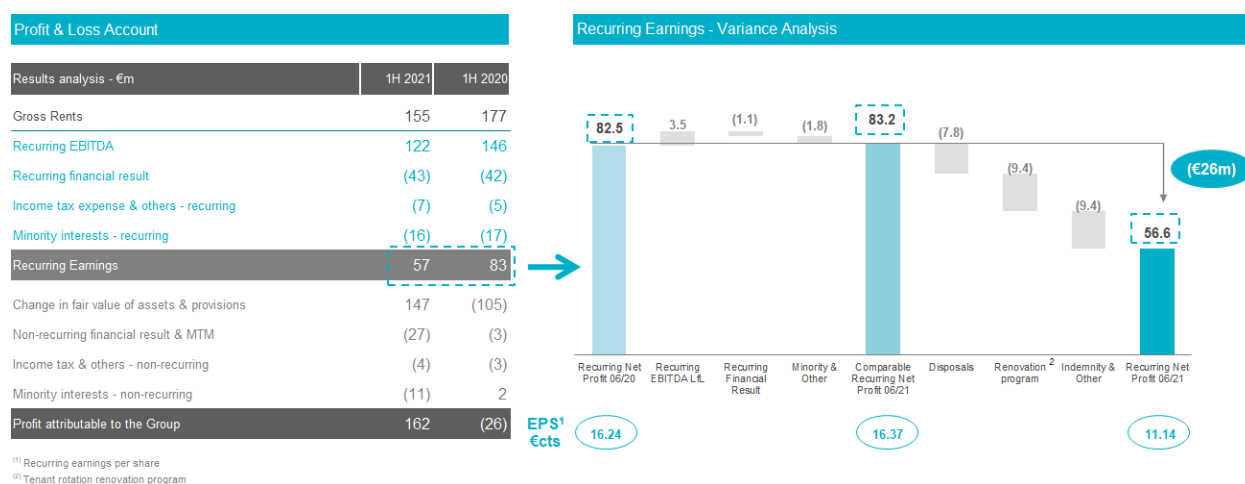 Profit & Loss Account
Results analysis - €m 1H 2021 1H 2020
Gross Rents 155 177
Recurring EBITDA 122 146
Recurring financial result (43) (42)
Income tax expense & others - recurring (7) (5)
Minority interests - recurring (16) (17)
Recurring Earnings 57 83
Change in fair value of assets & provisions 147 (105)
Non-recurring financial result & MTM (27) (3)
Income tax & others - non-recurring (4) (3)
Minority interests - non-recurring (11) 2
Profit attributable to the Group 162 (26)
(1) Recurring earnings per share
(2) Tenant rotation renovation program
Recurring Earnings - Variance Analysis
82.5 3.5 (1.1) (1.8) 83.2 (7.8) (9.4) (9.4) 56.6
(€26m)
Recurring Net Recurring Recurring Minority & Comparable Disposals Renovation 2 Indemnity & Recurring Net
Profit 06/20 EBITDA LfL Financial Other Recurring Net program Other Profit 06/21
Result Profit 06/21
EPS1
€cts
16.24 16.37 11.14